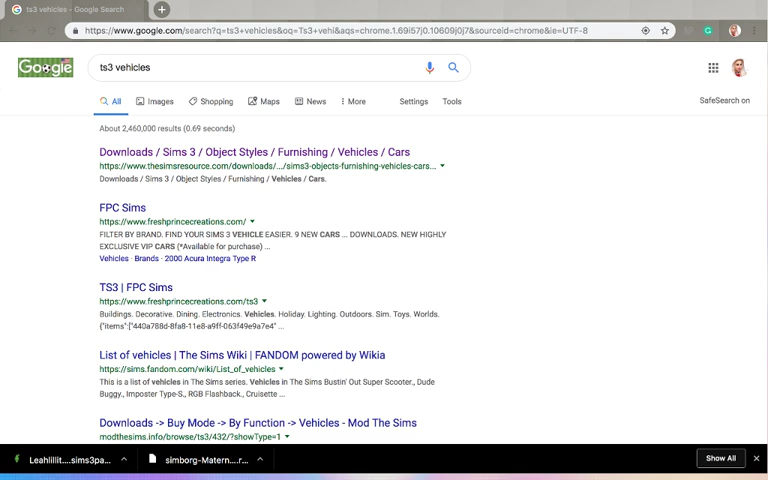 ts3 vehicles - Google Search
https://www.google.com/search?q=ts3+vehicles&oq=Ts3+vehi&aqs=chrome.1.69i57j0.10609j0j7&sourceid=chrome&ie=UTF-8
Google
ts3 vehicles
All Images Shopping Maps News More Settings Tools
SafeSearch on
About 2,460,000 results (0.69 seconds)
Downloads / Sims 3 / Object Styles / Furnishing / Vehicles / Cars
https://www.thesimsresource.com/downloads/.../sims3-objects-furnishing-vehicles-cars...
Downloads / Sims 3 / Object Styles / Furnishing / Vehicles / Cars.
FPC Sims
https://www.freshprincecreations.com/
FILTER BY BRAND. FIND YOUR SIMS 3 VEHICLE EASIER. 9 NEW CARS ... DOWNLOADS. NEW HIGHLY
EXCLUSIVE VIP CARS (*Available for purchase) ...
Vehicles · Brands · 2000 Acura Integra Type R
TS3 | FPC Sims
https://www.freshprincecreations.com/ts3
Buildings. Decorative. Dining. Electronics. Vehicles. Holiday. Lighting. Outdoors. Sim. Toys. Worlds.
{"items":["440a788d-8fa8-11e8-a9ff-063f49e9a7e4" ...
List of vehicles | The Sims Wiki | FANDOM powered by Wikia
https://sims.fandom.com/wiki/List_of_vehicles
This is a list of vehicles in The Sims series. Vehicles in The Sims Bustin' Out Super Scooter., Dude
Buggy., Imposter Type-S., RGB Flashback., Cruisette ...
Downloads -> Buy Mode -> By Function -> Vehicles - Mod The Sims
modthesims.info/browse/ts3/432/?showType=1
Leahlillit....sims3pa... simborg-Matern....r... Show All